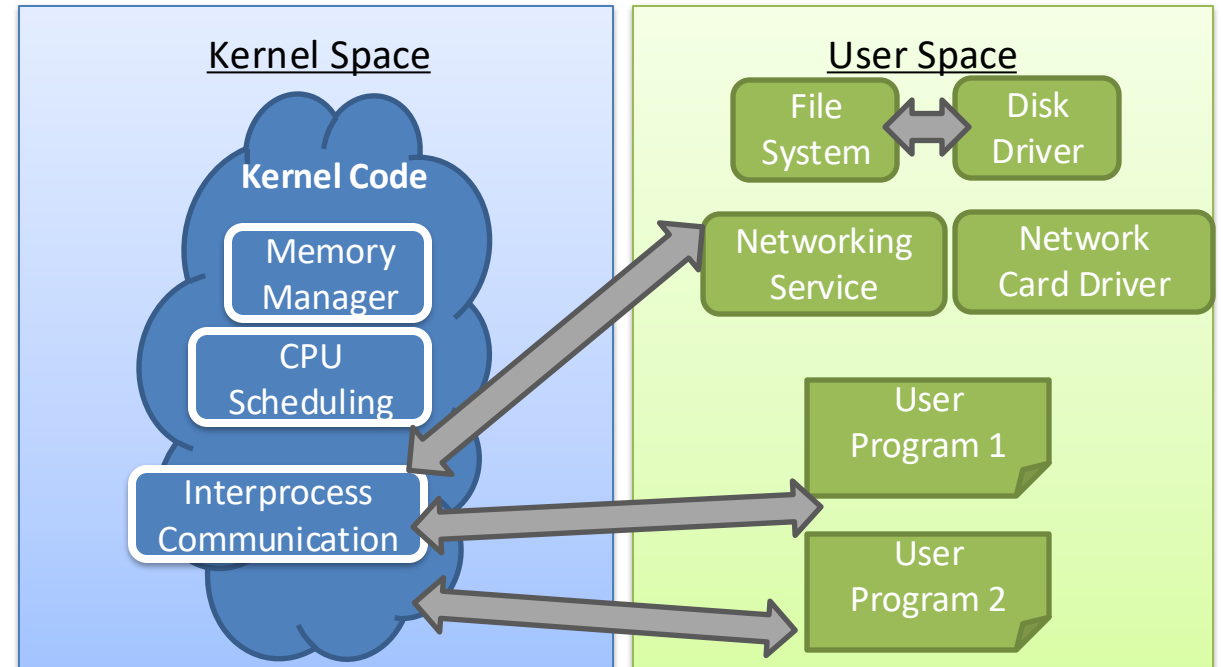 Kernel Space
Kernel Code
Memory
Manager
CPU
Scheduling
Interprocess
Communication
User Space
File
System
Disk
Driver
Networking
Service
Network
Card Driver
User
Program 1
User
Program 2